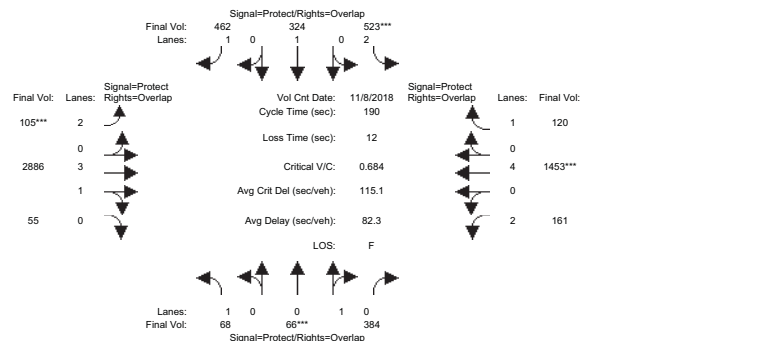 Signal=Protect/Rights=Overlap
Final Vol: 462 324 523***
Lanes: 1 0 1 0 2
Signal=Protect
Final Vol: Lanes: Rights=Overlap
Vol Cnt Date: 11/8/2018
Signal=Protect
Rights=Overlap Lanes: Final Vol:
Cycle Time (sec): 190
105*** 2
1 120
Loss Time (sec): 12
0
0
2886 3
Critical V/C: 0.684
4 1453***
1
Avg Crit Del (sec/veh): 115.1
0
55 0
Avg Delay (sec/veh): 82.3
2 161
LOS: F
Lanes: 1 0 0 1 0
Final Vol: 68 66*** 384
Signal=Protect/Rights=Overlap